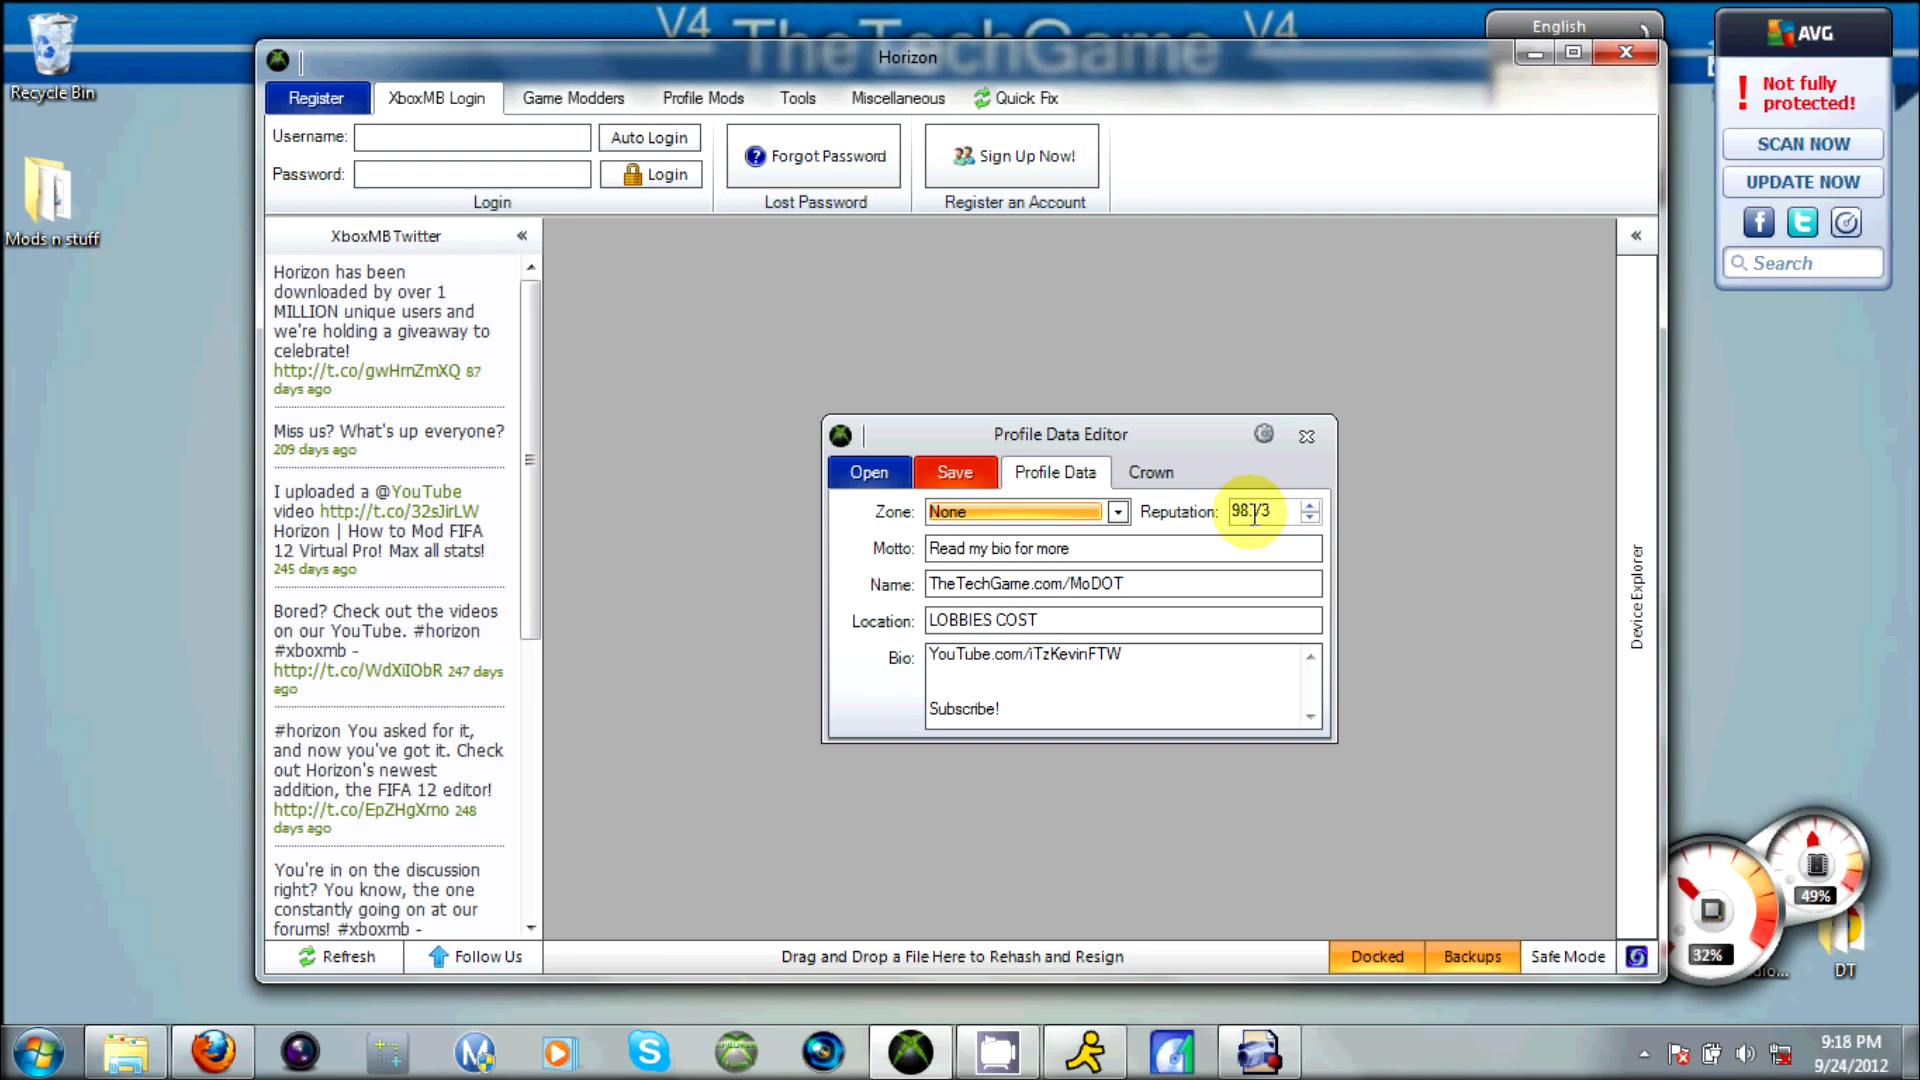 V4 TheTechGame V4
English
AVG
Recycle Bin
Horizon
Not fully
protected!
Register
XboxMB Login
Game Modders
Profile Mods
Tools
Miscellaneous
Quick Fix
Username:
Auto Login
Forgot Password
Sign Up Now!
SCAN NOW
Password:
Login
UPDATE NOW
Login
Lost Password
Register an Account
Mods n stuff
XboxMB Twitter
«
«
Search
Horizon has been
downloaded by over 1
MILLION unique users and
we're holding a giveaway to
celebrate!
http://t.co/gwHmZmXQ 87
days ago
Miss us? What's up everyone?
209 days ago
I uploaded a @YouTube
video http://t.co/32sJirLW
Horizon | How to Mod FIFA
12 Virtual Pro! Max all stats!
245 days ago
Bored? Check out the videos
on our YouTube. #horizon
#xboxmb -
http://t.co/WdXiIObR 247 days
ago
#horizon You asked for it,
and now you've got it. Check
out Horizon's newest
addition, the FIFA 12 editor!
http://t.co/EpZHgXmo 248
days ago
You're in on the discussion
right? You know, the one
constantly going on at our
forums! #xboxmb -
Profile Data Editor
Open
Save
Profile Data
Crown
Zone:
None
Reputation:
Motto:
Read my bio for more
Name:
TheTechGame.com/MoDOT
Location:
LOBBIES COST
Bio:
YouTube.com/iTzKevinFTW
Subscribe!
Device Explorer
49%
32%
DT
Refresh
Follow Us
Drag and Drop a File Here to Rehash and Resign
Docked
Backups
Safe Mode
9:18 PM
9/24/2012